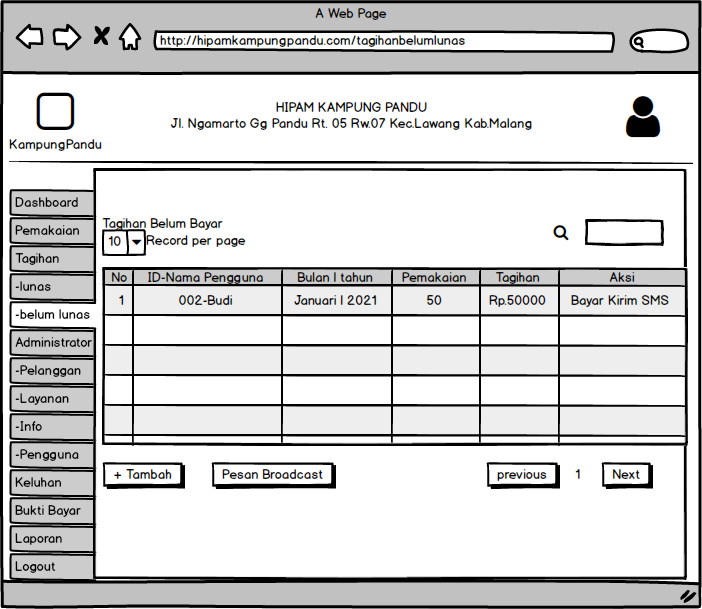 A Web Page
http://hipamkampungpandu.com/tagihanbelumlunas
HIPAM KAMPUNG PANDU
Jl. Ngamarto Gg Pandu Rt. 05 Rw.07 Kec.Lawang Kab.Malang
KampungPandu
Dashboard
Pemakaian
Tagihan
-lunas
-belum lunas
Administrator
-Pelanggan
-Layanan
-Info
-Pengguna
Keluhan
Bukti Bayar
Laporan
Logout
Tagihan Belum Bayar
10 Record per page
No ID-Nama Pengguna Bulan | tahun Pemakaian Tagihan Aksi
1 002-Budi Januari | 2021 50 Rp.50000 Bayar Kirim SMS
+ Tambah Pesan Broadcast previous 1 Next